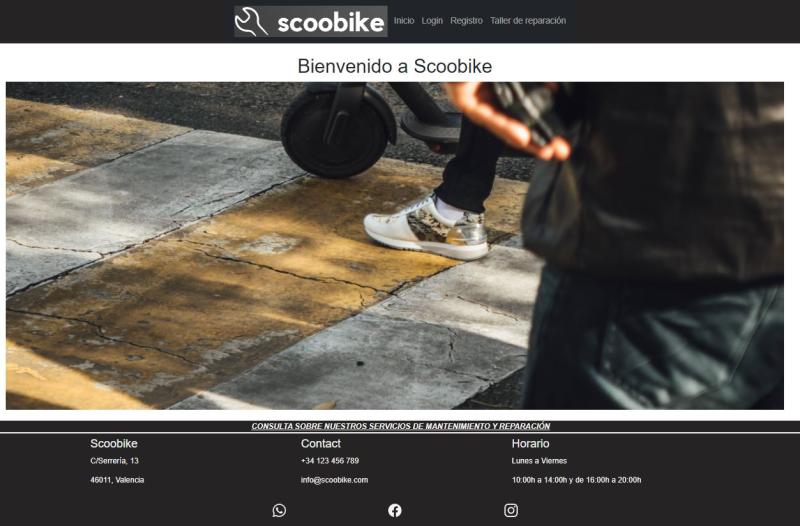 scoobike Inicio Login Registro Taller de reparación
Bienvenido a Scoobike
CONSULTA SOBRE NUESTROS SERVICIOS DE MANTENIMIENTO Y REPARACIÓN
Scoobike
C/Serrería, 13
46011, Valencia
Contact
+34 123 456 789
info@scoobike.com
Horario
Lunes a Viernes
10:00h a 14:00h y de 16:00h a 20:00h